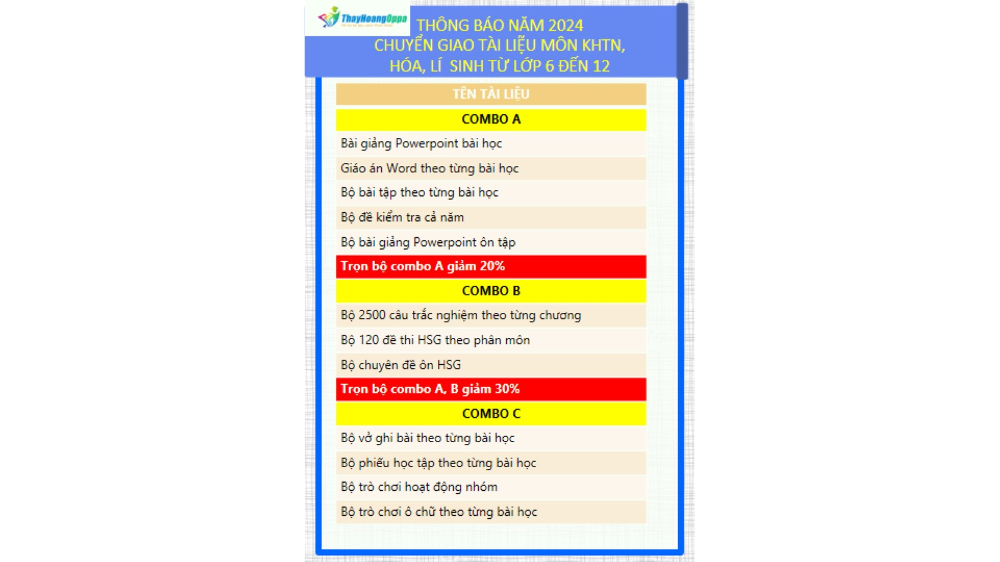 ThayHoangOppa
THÔNG BÁO NĂM 2024
CHUYỂN GIAO TÀI LIỆU MÔN KHTN,
HÓA, LÍ SINH TỪ LỚP 6 ĐẾN 12
TÊN TÀI LIỆU
COMBO A
Bài giảng Powerpoint bài học
Giáo án Word theo từng bài học
Bộ bài tập theo từng bài học
Bộ đề kiểm tra cả năm
Bộ bài giảng Powerpoint ôn tập
Trọn bộ combo A giảm 20%
COMBO B
Bộ 2500 câu trắc nghiệm theo từng chương
Bộ 120 đề thi HSG theo phân môn
Bộ chuyên đề ôn HSG
Trọn bộ combo A, B giảm 30%
COMBO C
Bộ vở ghi bài theo từng bài học
Bộ phiếu học tập theo từng bài học
Bộ trò chơi hoạt động nhóm
Bộ trò chơi ô chữ theo từng bài học